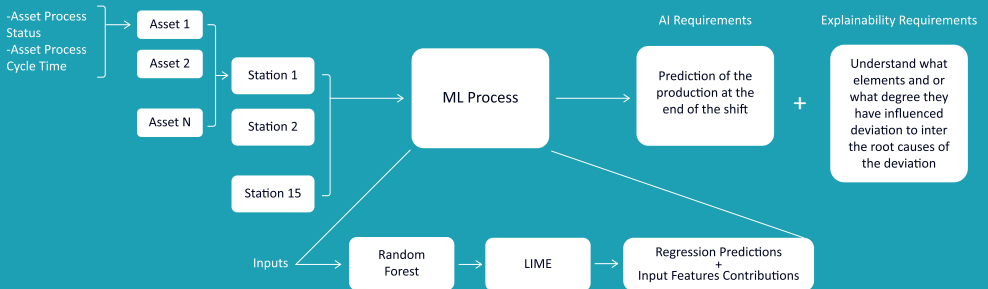 -Asset Process
Status
-Asset Process
Cycle Time
Asset 1
Asset 2
Asset N
Station 1
Station 2
Station 15
ML Process
AI Requirements
Prediction of the
production at the
end of the shift
+
Explainability Requirements
Understand what
elements and or
what degree they
have influenced
deviation to inter
the root causes of
the deviation
Inputs
Random
Forest
LIME
Regression Predictions
+
Input Features Contributions